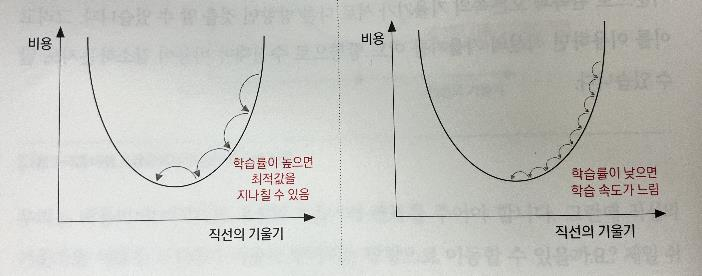 비용
학습률이 높으면
최적값을
지나칠 수 있음
직선의 기울기
비용
학습률이 낮으면
학습 속도가 느림
직선의 기울기